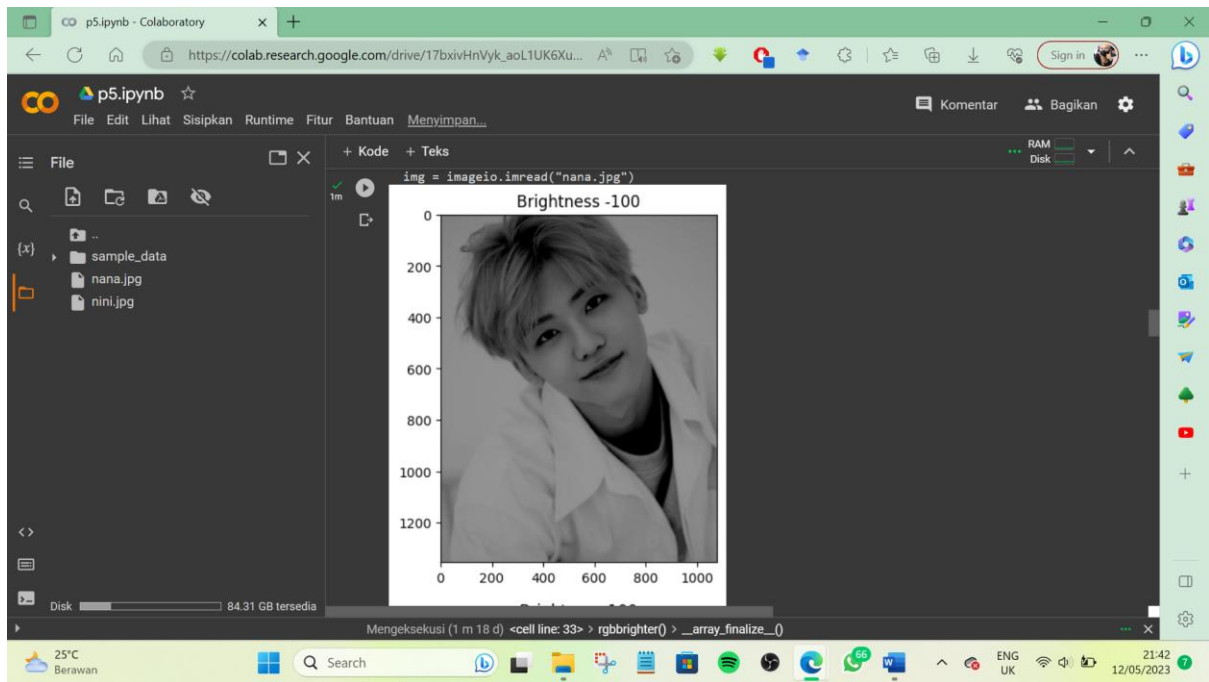 p5.ipynb - Colaboratory
https://colab.research.google.com/drive/17bxivHnVyk_aoL1UK6Xu...
Sign in
CO
p5.ipynb
File Edit Lihat Sisipkan Runtime Fitur Bantuan Menyimpan...
Komentar
Bagikan
File
+ Kode + Teks
RAM
Disk
img = imageio.imread("nana.jpg")
1m
Brightness -100
..
{x}
sample_data
nana.jpg
nini.jpg
0
200
400
600
800
1000
1200
0 200 400 600 800 1000
Disk
84.31 GB tersedia
Mengeksekusi (1 m 18 d) <cell line: 33> > rgbbrighter() > __array_finalize__()
25°C
Berawan
Search
66
ENG
UK
21:42
12/05/2023
7